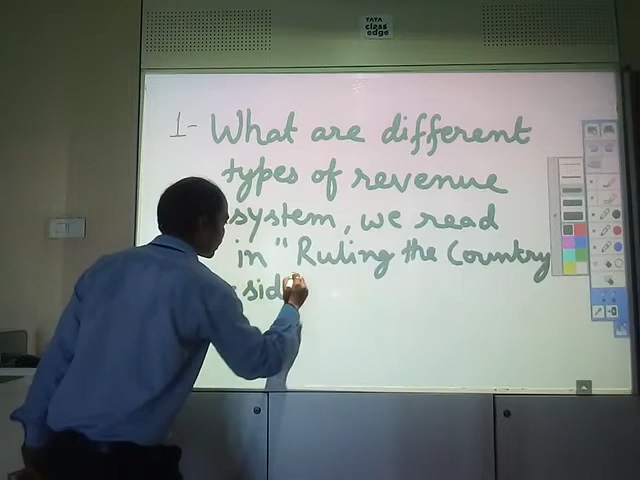 TATA
class
edge
1- What are different
types of revenue
system, we read
in "Ruling the Country
-sid